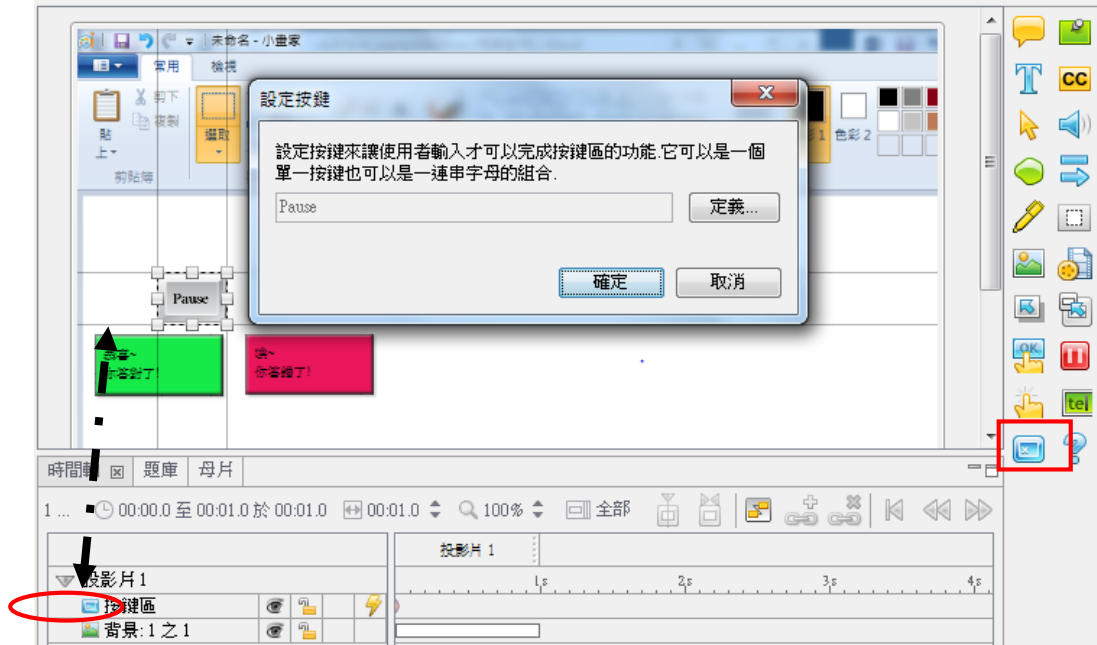 未命名 - 小畫家
常用 檢視
貼上
剪下
複製
選取
1
色彩 2
剪貼簿
設定按鍵
設定按鍵來讓使用者輸入才可以完成按鍵區的功能.它可以是一個
單一按鍵也可以是一連串字母的組合.
Pause
定義...
確定
取消
Pause
恭喜~
你答對了!
唉~
你答錯了!
CC
OK
tel
時間軸 題庫 母片
1 ... 00:00.0 至 00:01.0 於 00:01.0 00:01.0 100% 全部
投影片 1
投影片 1
1s 2s 3s 4s
按鍵區
背景: 1 之 1